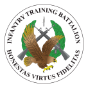 INFANTRY TRAINING BATTALION
HONESTAS VIRTUS FIDELITAS